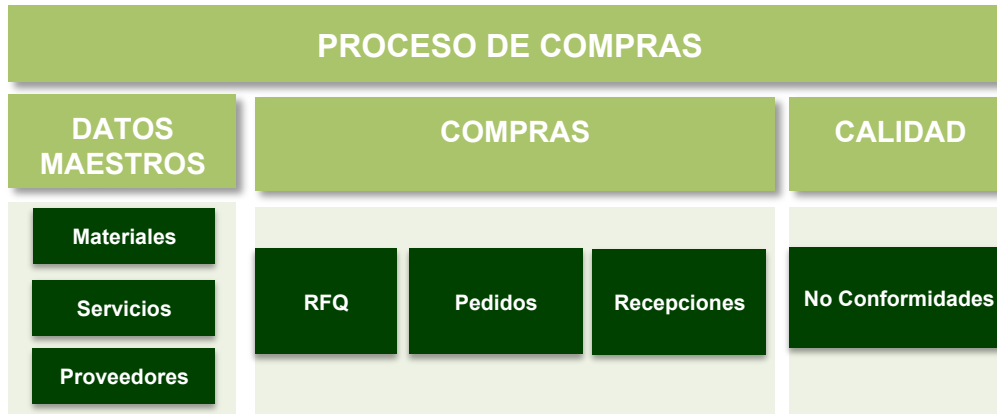 PROCESO DE COMPRAS
DATOS
MAESTROS
COMPRAS
CALIDAD
Materiales
Servicios
Proveedores
RFQ
Pedidos
Recepciones
No Conformidades